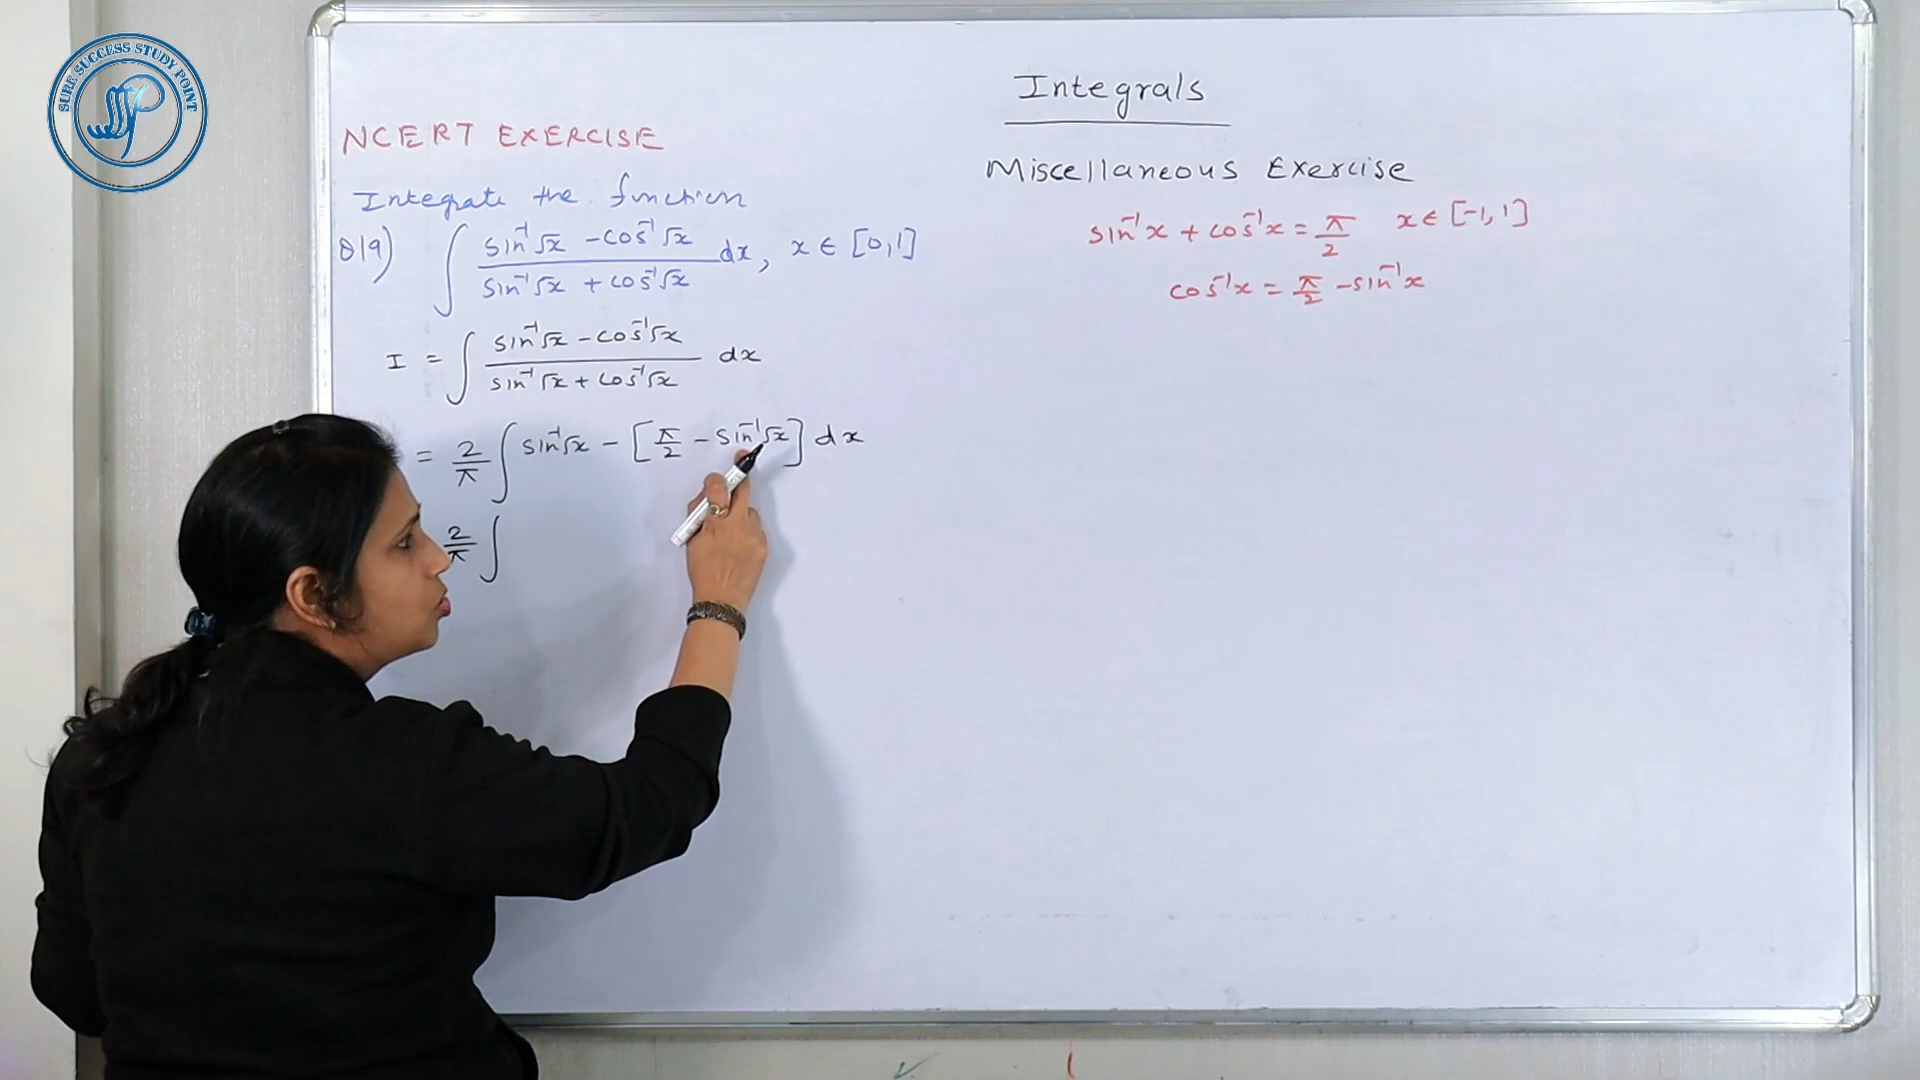 SURE SUCCESS STUDY POINT
SSP
Integrals
NCERT EXERCISE
Miscellaneous Exercise
Integrate the function
Q19) ∫ (sin⁻¹√x - cos⁻¹√x)/(sin⁻¹√x + cos⁻¹√x) dx, x ∈ [0,1]
sin⁻¹x + cos⁻¹x = π/2 x ∈ [-1, 1]
cos⁻¹x = π/2 - sin⁻¹x
I = ∫ (sin⁻¹√x - cos⁻¹√x)/(sin⁻¹√x + cos⁻¹√x) dx
= 2/π ∫ sin⁻¹√x - [π/2 - sin⁻¹√x] dx
2/π ∫